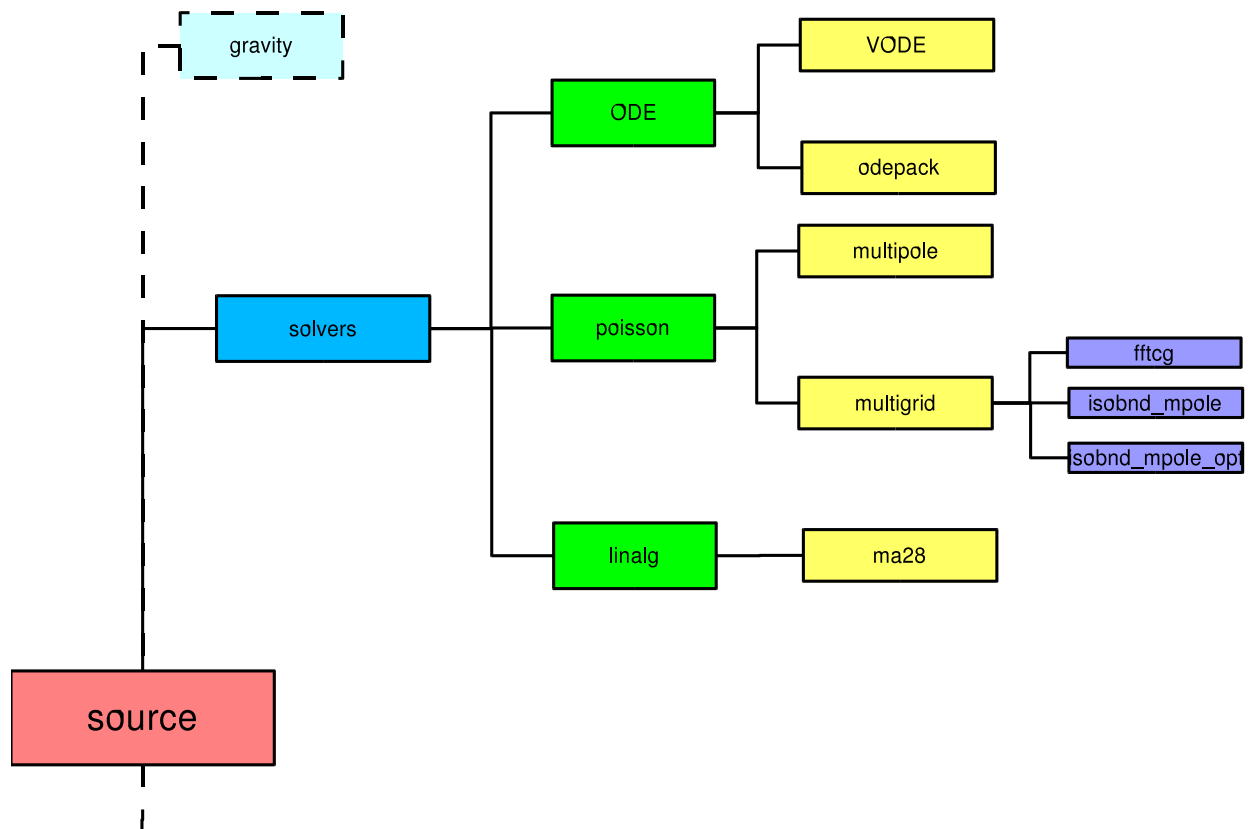 gravity
VODE
ODE
odepack
multipole
solvers
poisson
fftcg
multigrid
isobnd_mpole
sobnd_mpole_opt
linalg
ma28
source